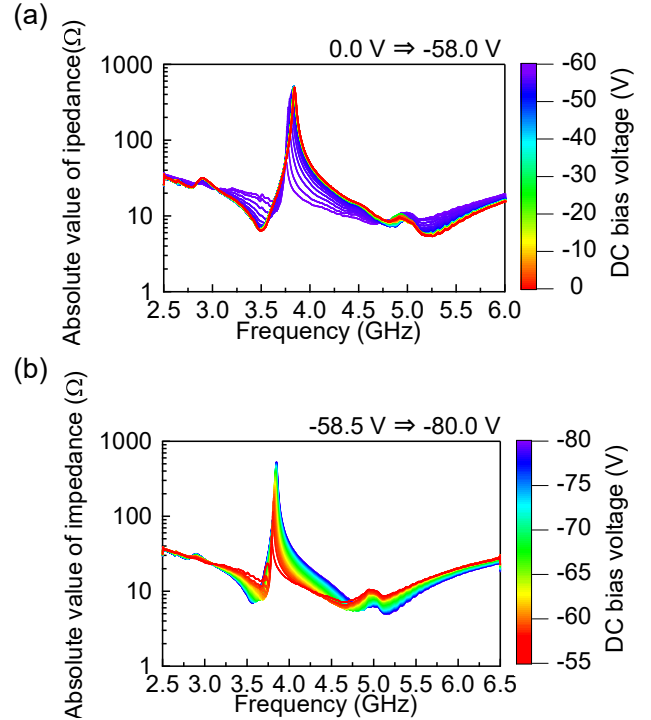 (a)
0.0 V ⇒ -58.0 V
Absolute value of ipedance(Ω)
1000
100
10
1
2.5 3.0 3.5 4.0 4.5 5.0 5.5 6.0
Frequency (GHz)
-60
-50
-40
-30
-20
-10
0
DC bias voltage (V)
(b)
-58.5 V ⇒ -80.0 V
Absolute value of impedance (Ω)
1000
100
10
1
2.5 3.0 3.5 4.0 4.5 5.0 5.5 6.0 6.5
Frequency (GHz)
-80
-75
-70
-65
-60
-55
DC bias voltage (V)